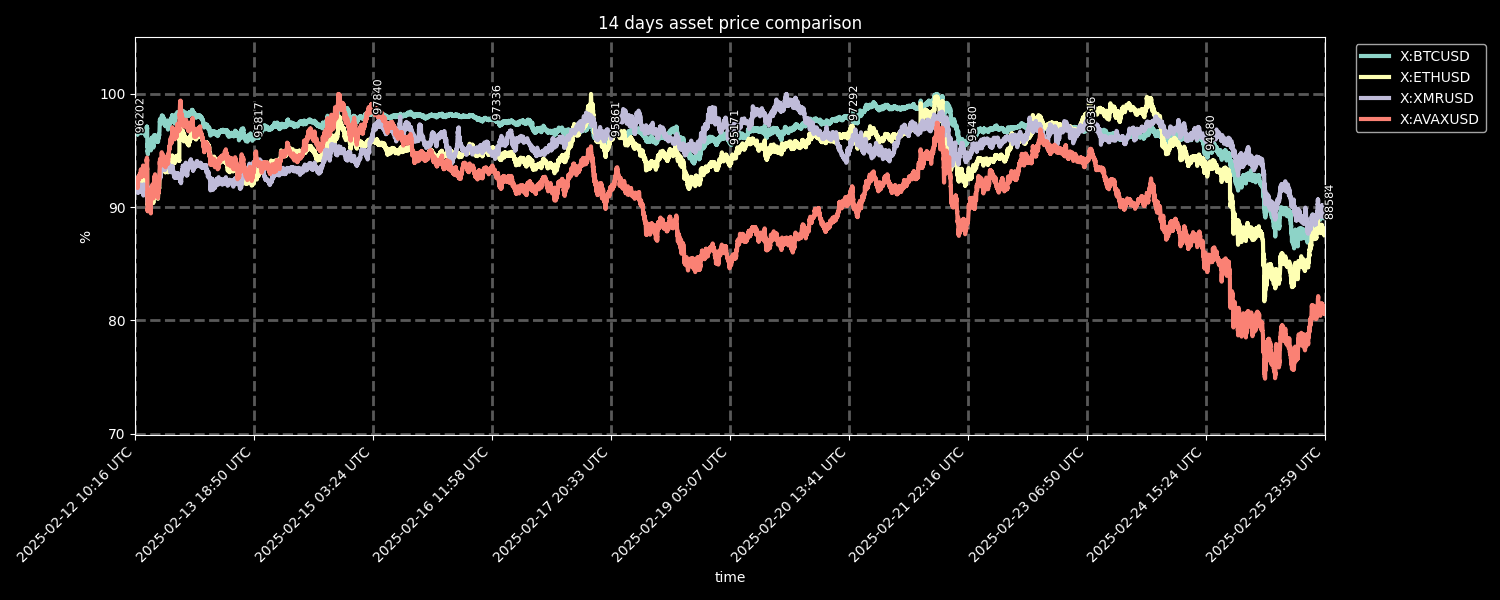 14 days asset price comparison
X:BTCUSD
X:ETHUSD
X:XMRUSD
X:AVAXUSD
100
90
80
70
%
96202
95817
97840
97336
95861
95171
97292
95480
96316
94680
88584
2025-02-12 10:16 UTC
2025-02-13 18:50 UTC
2025-02-15 03:24 UTC
2025-02-16 11:58 UTC
2025-02-17 20:33 UTC
2025-02-19 05:07 UTC
2025-02-20 13:41 UTC
2025-02-21 22:16 UTC
2025-02-23 06:50 UTC
2025-02-24 15:24 UTC
2025-02-25 23:59 UTC
time